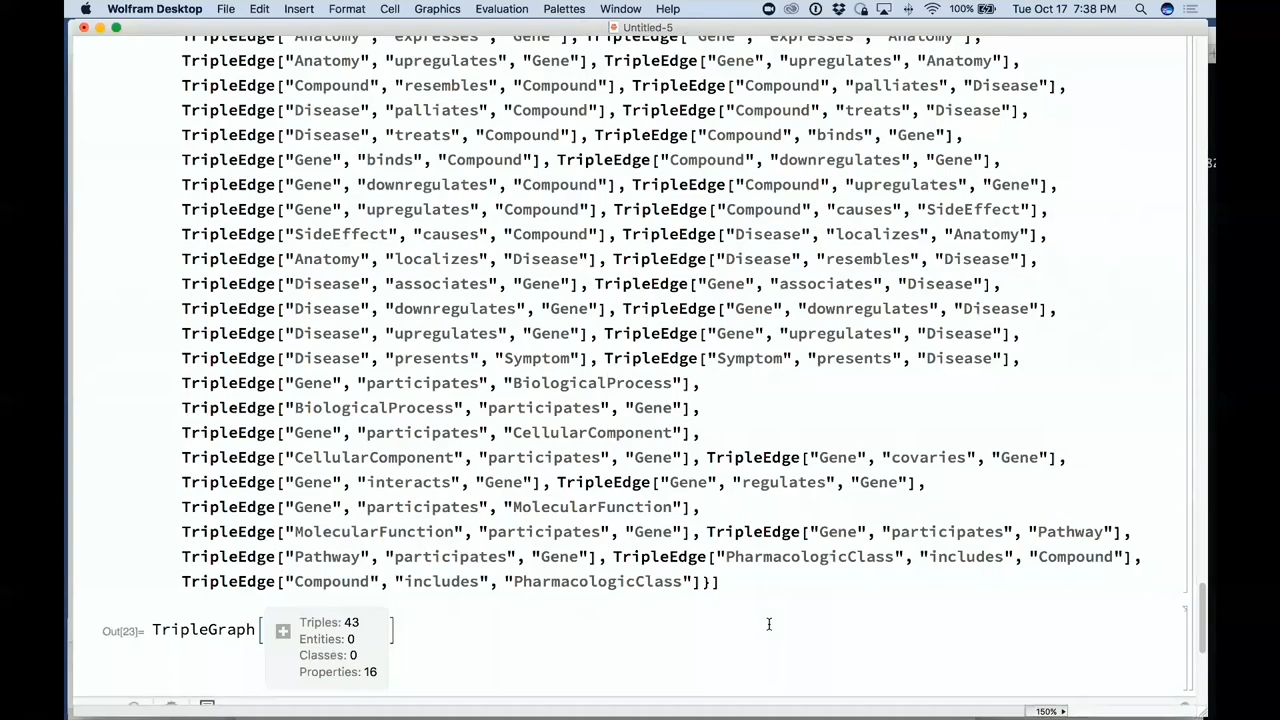 Wolfram Desktop File Edit Insert Format Cell Graphics Evaluation Palettes Window Help 100% Tue Oct 17 7:38 PM
Untitled-5
TripleEdge["Anatomy", "expresses", "Gene"], TripleEdge["Gene", "expresses", "Anatomy"],
TripleEdge["Anatomy", "upregulates", "Gene"], TripleEdge["Gene", "upregulates", "Anatomy"],
TripleEdge["Compound", "resembles", "Compound"], TripleEdge["Compound", "palliates", "Disease"],
TripleEdge["Disease", "palliates", "Compound"], TripleEdge["Compound", "treats", "Disease"],
TripleEdge["Disease", "treats", "Compound"], TripleEdge["Compound", "binds", "Gene"],
TripleEdge["Gene", "binds", "Compound"], TripleEdge["Compound", "downregulates", "Gene"],
TripleEdge["Gene", "downregulates", "Compound"], TripleEdge["Compound", "upregulates", "Gene"],
TripleEdge["Gene", "upregulates", "Compound"], TripleEdge["Compound", "causes", "SideEffect"],
TripleEdge["SideEffect", "causes", "Compound"], TripleEdge["Disease", "localizes", "Anatomy"],
TripleEdge["Anatomy", "localizes", "Disease"], TripleEdge["Disease", "resembles", "Disease"],
TripleEdge["Disease", "associates", "Gene"], TripleEdge["Gene", "associates", "Disease"],
TripleEdge["Disease", "downregulates", "Gene"], TripleEdge["Gene", "downregulates", "Disease"],
TripleEdge["Disease", "upregulates", "Gene"], TripleEdge["Gene", "upregulates", "Disease"],
TripleEdge["Disease", "presents", "Symptom"], TripleEdge["Symptom", "presents", "Disease"],
TripleEdge["Gene", "participates", "BiologicalProcess"],
TripleEdge["BiologicalProcess", "participates", "Gene"],
TripleEdge["Gene", "participates", "CellularComponent"],
TripleEdge["CellularComponent", "participates", "Gene"], TripleEdge["Gene", "covaries", "Gene"],
TripleEdge["Gene", "interacts", "Gene"], TripleEdge["Gene", "regulates", "Gene"],
TripleEdge["Gene", "participates", "MolecularFunction"],
TripleEdge["MolecularFunction", "participates", "Gene"], TripleEdge["Gene", "participates", "Pathway"],
TripleEdge["Pathway", "participates", "Gene"], TripleEdge["PharmacologicClass", "includes", "Compound"],
TripleEdge["Compound", "includes", "PharmacologicClass"]}]
Out[23]= TripleGraph[
Triples: 43
Entities: 0
Classes: 0
Properties: 16
]
150%